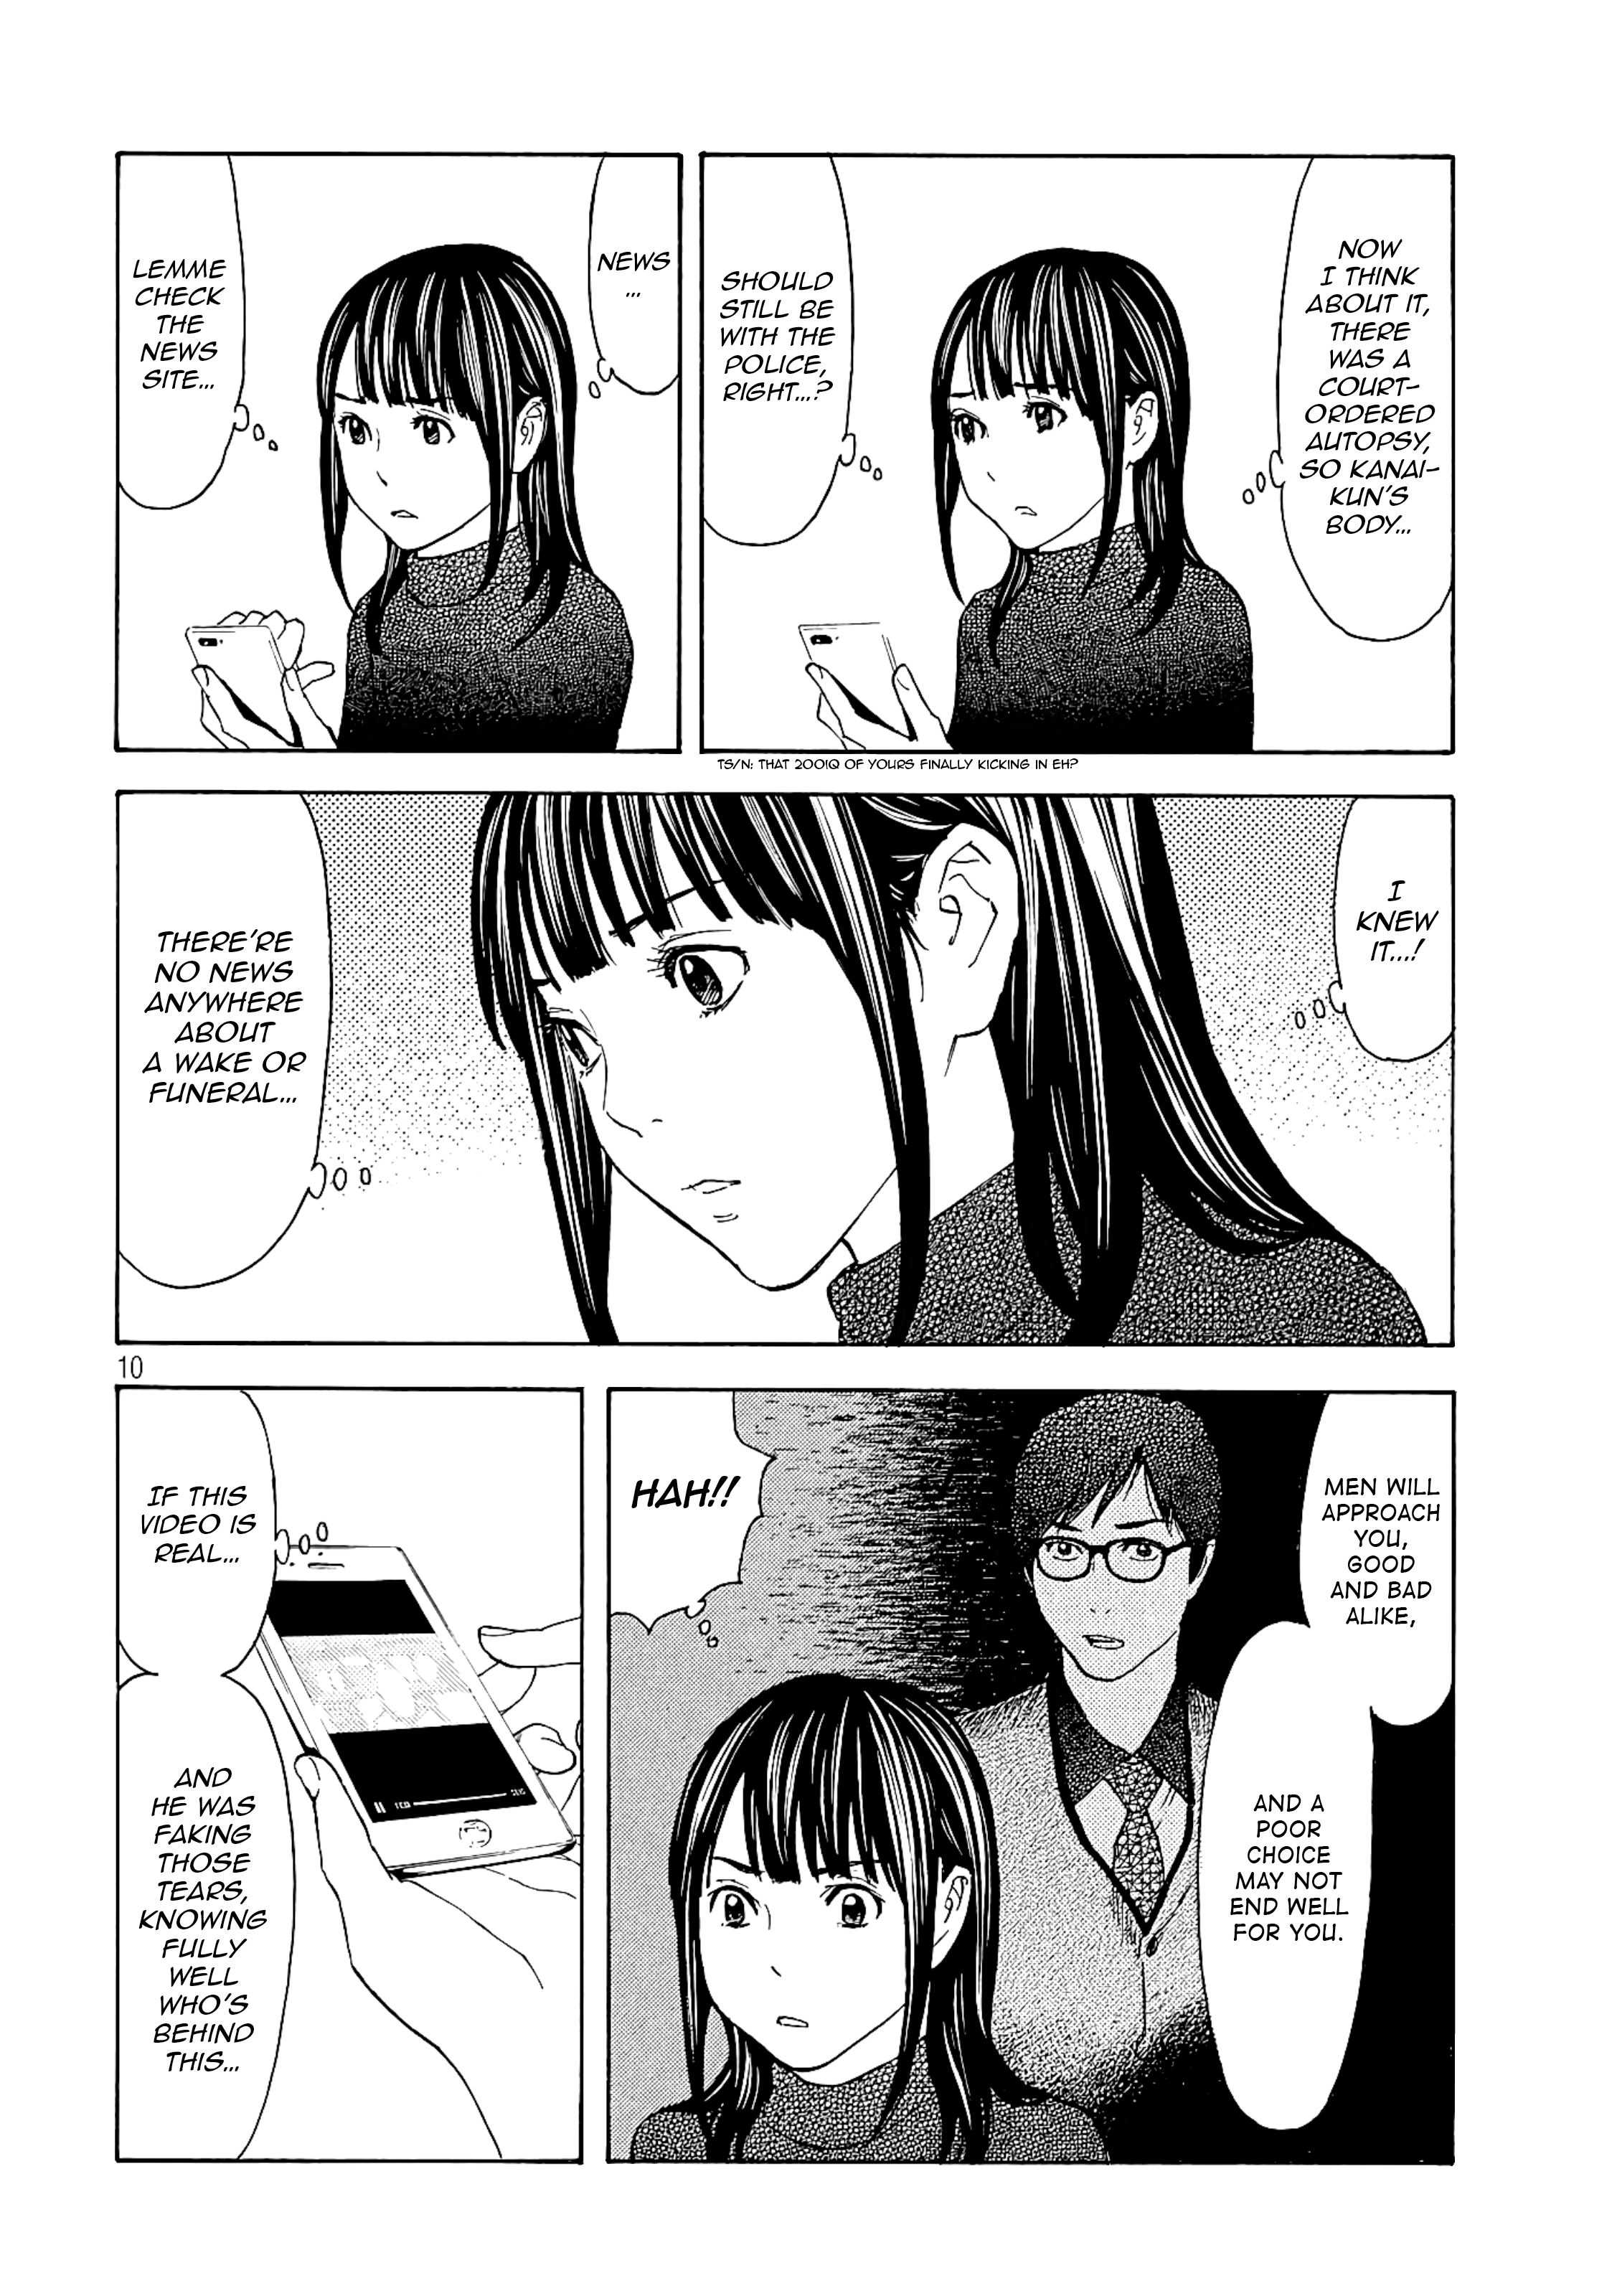 NOW
I THINK
ABOUT IT,
THERE
WAS A
COURT-
ORDERED
AUTOPSY,
SO KANAI-
KUN'S
BODY...
SHOULD
STILL BE
WITH THE
POLICE,
RIGHT...?
TS/N: THAT 200IQ OF YOURS FINALLY KICKING IN EH?
NEWS
...
LEMME
CHECK
THE
NEWS
SITE...
I
KNEW
IT...!
THERE'RE
NO NEWS
ANYWHERE
ABOUT
A WAKE OR
FUNERAL...
10
MEN WILL
APPROACH
YOU,
GOOD
AND BAD
ALIKE,
AND A
POOR
CHOICE
MAY NOT
END WELL
FOR YOU.
HAH!!
IF THIS
VIDEO IS
REAL...
AND
HE WAS
FAKING
THOSE
TEARS,
KNOWING
FULLY
WELL
WHO'S
BEHIND
THIS...